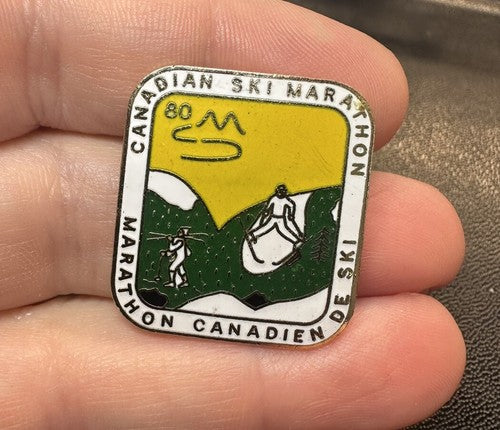 CANADIAN SKI MARATHON
80
MARATHON CANADIEN DE SKI